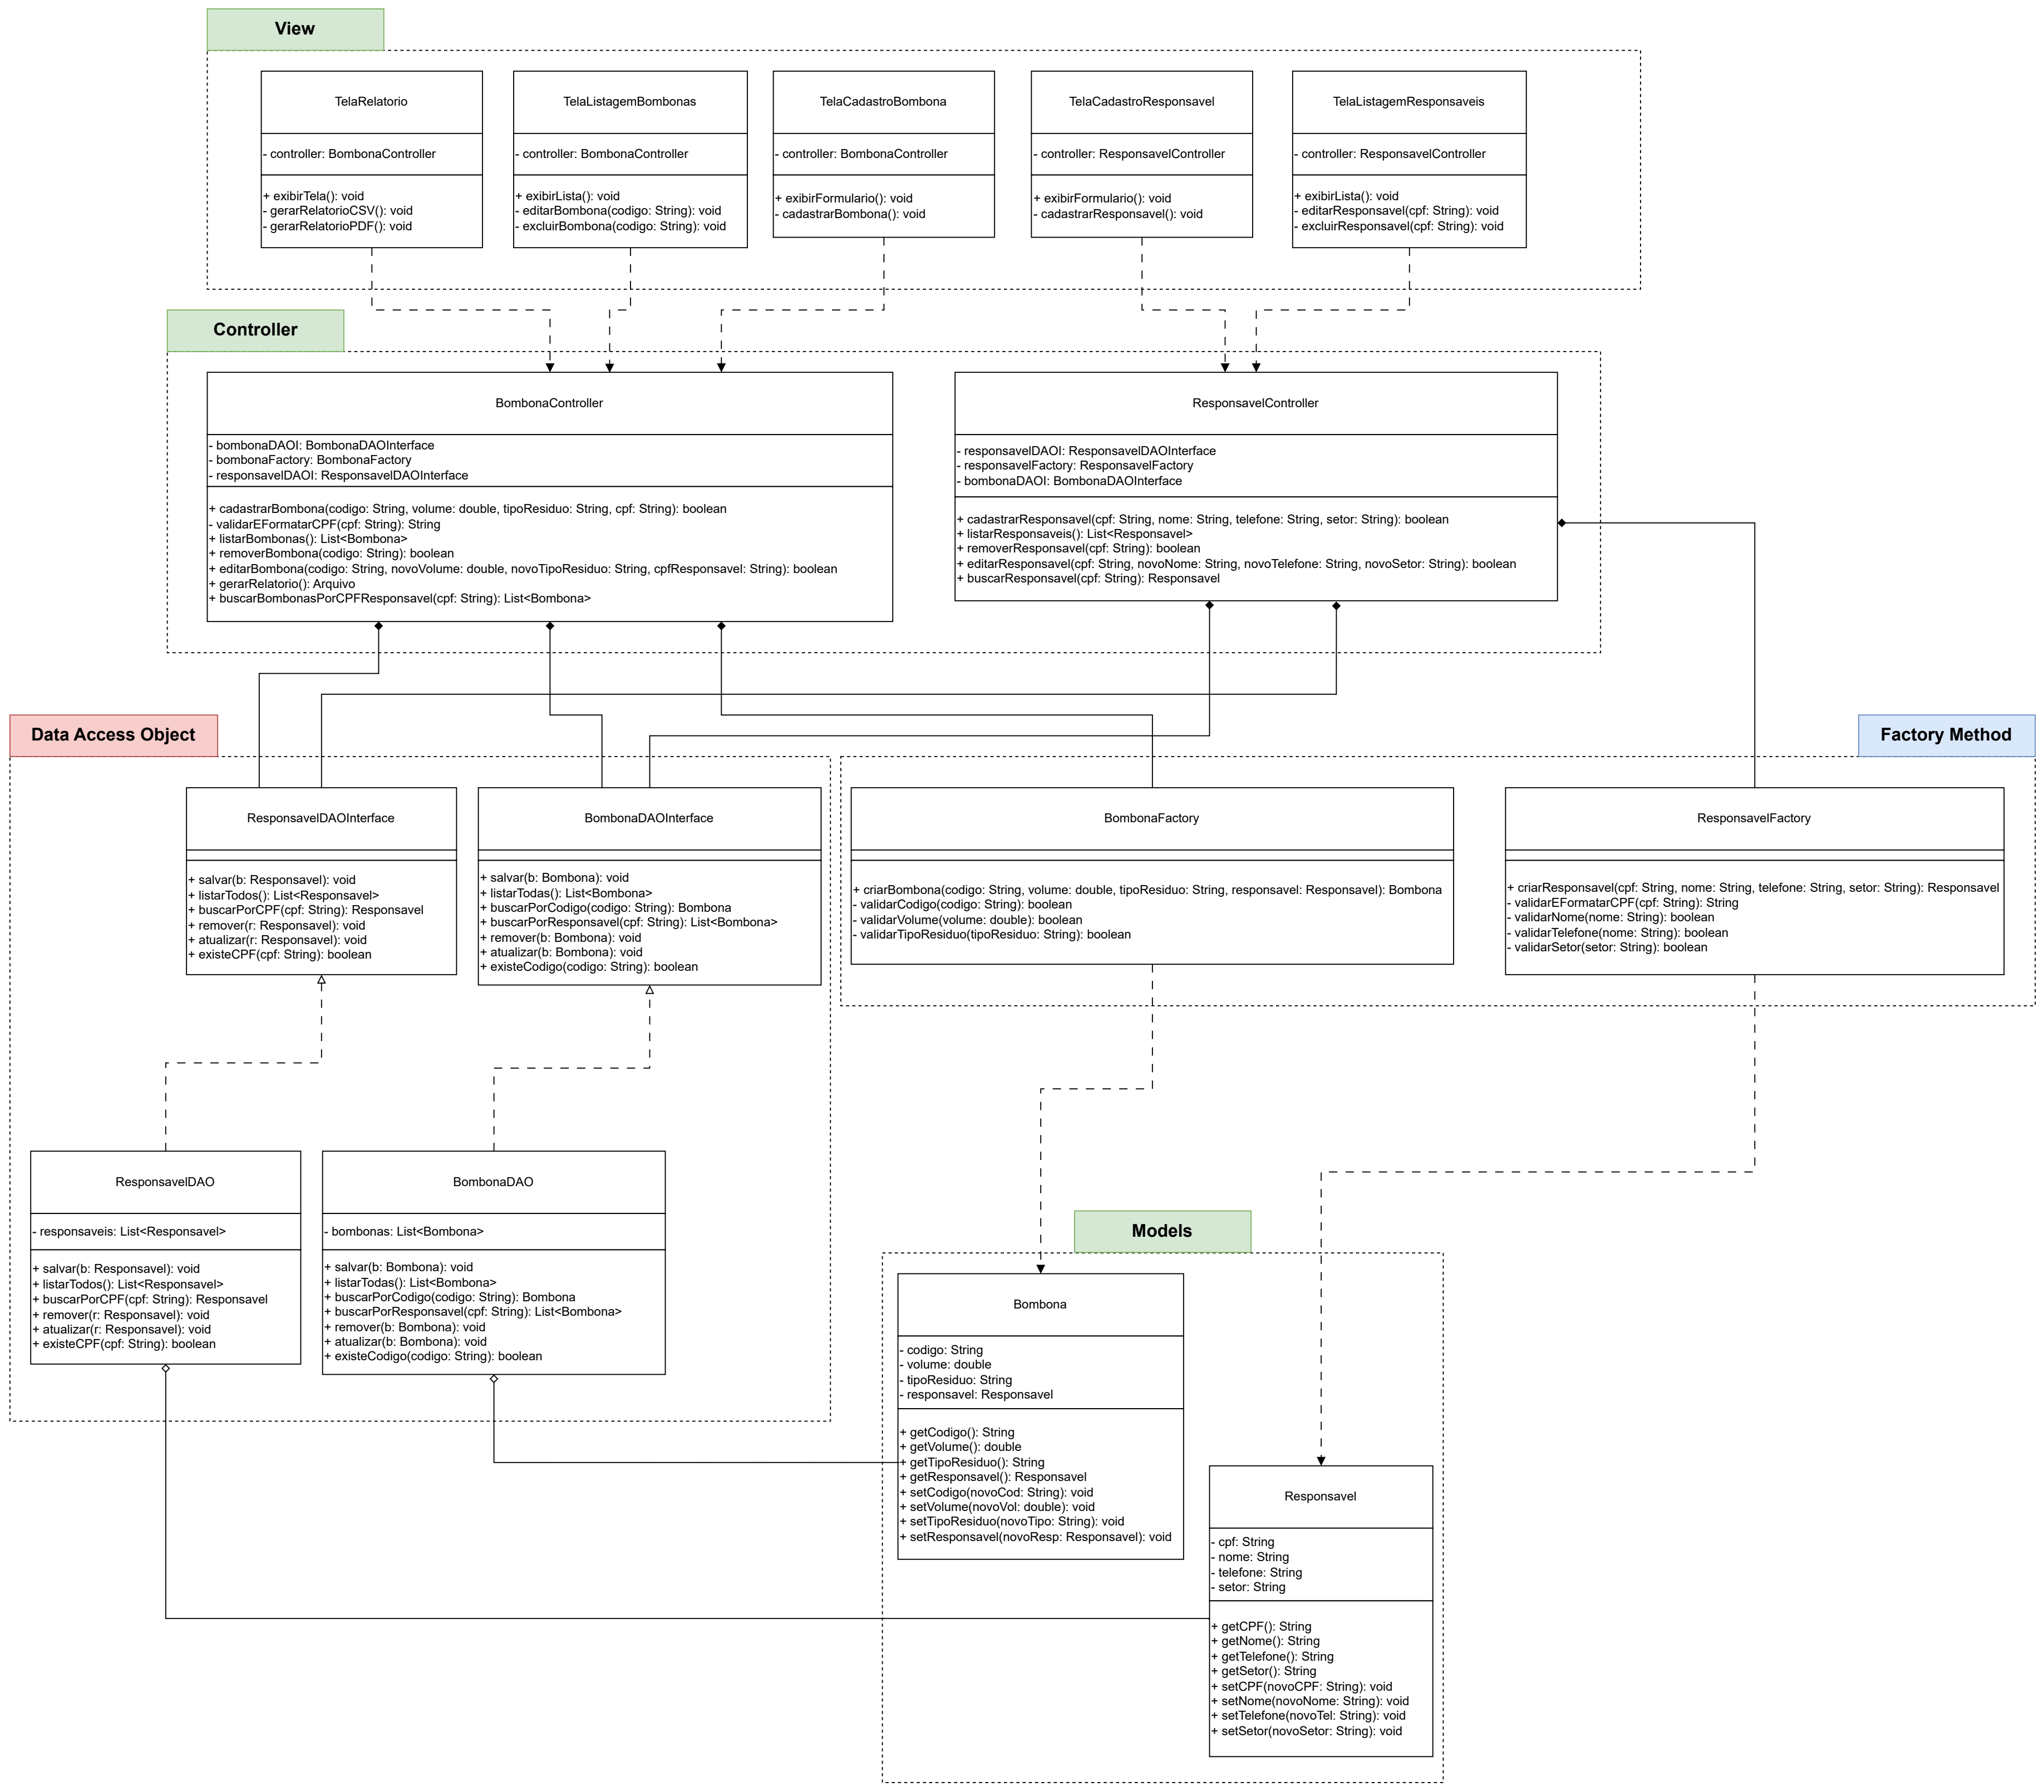 View
TelaRelatorio
- controller: BombonaController
+ exibirTela(): void
- gerarRelatorioCSV(): void
- gerarRelatorioPDF(): void
TelaListagemBombonas
- controller: BombonaController
+ exibirLista(): void
- editarBombona(codigo: String): void
- excluirBombona(codigo: String): void
TelaCadastroBombona
- controller: BombonaController
+ exibirFormulario(): void
- cadastrarBombona(): void
TelaCadastroResponsavel
- controller: ResponsavelController
+ exibirFormulario(): void
- cadastrarResponsavel(): void
TelaListagemResponsaveis
- controller: ResponsavelController
+ exibirLista(): void
- editarResponsavel(cpf: String): void
- excluirResponsavel(cpf: String): void
Controller
BombonaController
- bombonaDAOI: BombonaDAOInterface
- bombonaFactory: BombonaFactory
- responsavelDAOI: ResponsavelDAOInterface
+ cadastrarBombona(codigo: String, volume: double, tipoResiduo: String, cpf: String): boolean
- validarEFormatarCPF(cpf: String): String
+ listarBombonas(): List<Bombona>
+ removerBombona(codigo: String): boolean
+ editarBombona(codigo: String, novoVolume: double, novoTipoResiduo: String, cpfResponsavel: String): boolean
+ gerarRelatorio(): Arquivo
+ buscarBombonasPorCPFResponsavel(cpf: String): List<Bombona>
ResponsavelController
- responsavelDAOI: ResponsavelDAOInterface
- responsavelFactory: ResponsavelFactory
- bombonaDAOI: BombonaDAOInterface
+ cadastrarResponsavel(cpf: String, nome: String, telefone: String, setor: String): boolean
+ listarResponsaveis(): List<Responsavel>
+ removerResponsavel(cpf: String): boolean
+ editarResponsavel(cpf: String, novoNome: String, novoTelefone: String, novoSetor: String): boolean
+ buscarResponsavel(cpf: String): Responsavel
Data Access Object
Factory Method
ResponsavelDAOInterface
+ salvar(b: Responsavel): void
+ listarTodos(): List<Responsavel>
+ buscarPorCPF(cpf: String): Responsavel
+ remover(r: Responsavel): void
+ atualizar(r: Responsavel): void
+ existeCPF(cpf: String): boolean
BombonaDAOInterface
+ salvar(b: Bombona): void
+ listarTodas(): List<Bombona>
+ buscarPorCodigo(codigo: String): Bombona
+ buscarPorResponsavel(cpf: String): List<Bombona>
+ remover(b: Bombona): void
+ atualizar(b: Bombona): void
+ existeCodigo(codigo: String): boolean
BombonaFactory
+ criarBombona(codigo: String, volume: double, tipoResiduo: String, responsavel: Responsavel): Bombona
- validarCodigo(codigo: String): boolean
- validarVolume(volume: double): boolean
- validarTipoResiduo(tipoResiduo: String): boolean
ResponsavelFactory
+ criarResponsavel(cpf: String, nome: String, telefone: String, setor: String): Responsavel
- validarEFormatarCPF(cpf: String): String
- validarNome(nome: String): boolean
- validarTelefone(nome: String): boolean
- validarSetor(setor: String): boolean
ResponsavelDAO
- responsaveis: List<Responsavel>
+ salvar(b: Responsavel): void
+ listarTodos(): List<Responsavel>
+ buscarPorCPF(cpf: String): Responsavel
+ remover(r: Responsavel): void
+ atualizar(r: Responsavel): void
+ existeCPF(cpf: String): boolean
BombonaDAO
- bombonas: List<Bombona>
+ salvar(b: Bombona): void
+ listarTodas(): List<Bombona>
+ buscarPorCodigo(codigo: String): Bombona
+ buscarPorResponsavel(cpf: String): List<Bombona>
+ remover(b: Bombona): void
+ atualizar(b: Bombona): void
+ existeCodigo(codigo: String): boolean
Models
Bombona
- codigo: String
- volume: double
- tipoResiduo: String
- responsavel: Responsavel
+ getCodigo(): String
+ getVolume(): double
+ getTipoResiduo(): String
+ getResponsavel(): Responsavel
+ setCodigo(novoCod: String): void
+ setVolume(novoVol: double): void
+ setTipoResiduo(novoTipo: String): void
+ setResponsavel(novoResp: Responsavel): void
Responsavel
- cpf: String
- nome: String
- telefone: String
- setor: String
+ getCPF(): String
+ getNome(): String
+ getTelefone(): String
+ getSetor(): String
+ setCPF(novoCPF: String): void
+ setNome(novoNome: String): void
+ setTelefone(novoTel: String): void
+ setSetor(novoSetor: String): void